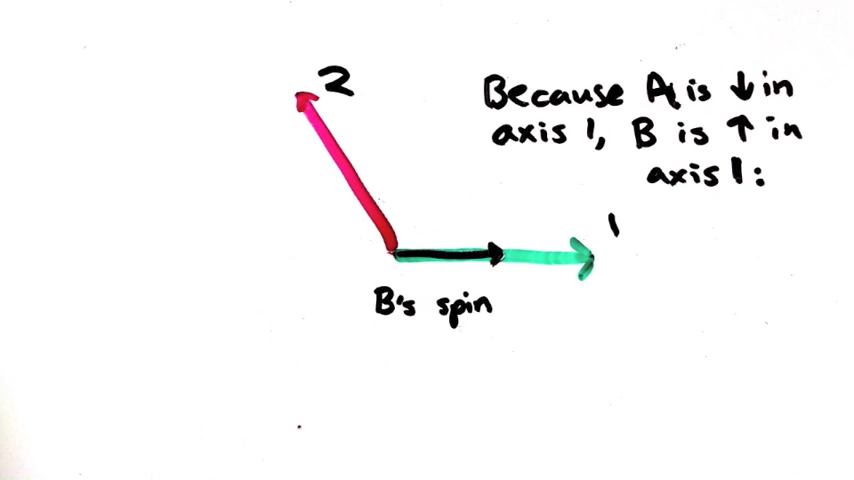 2
Because A is ↓ in
axis 1, B is ↑ in
axis 1:
1
B's spin